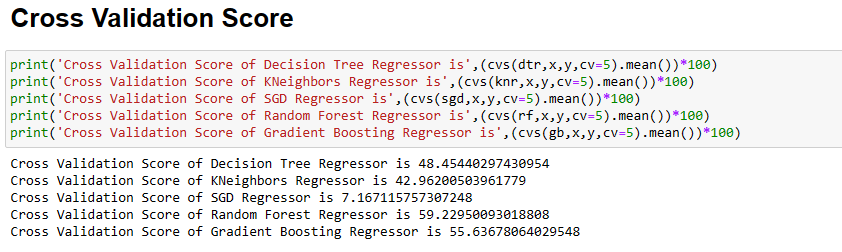 Cross Validation Score
print('Cross Validation Score of Decision Tree Regressor is',(cvs(dtr,x,y,cv=5).mean())*100)
print('Cross Validation Score of KNeighbors Regressor is',(cvs(knr,x,y,cv=5).mean())*100)
print('Cross Validation Score of SGD Regressor is',(cvs(sgd,x,y,cv=5).mean())*100)
print('Cross Validation Score of Random Forest Regressor is',(cvs(rf,x,y,cv=5).mean())*100)
print('Cross Validation Score of Gradient Boosting Regressor is',(cvs(gb,x,y,cv=5).mean())*100)
Cross Validation Score of Decision Tree Regressor is 48.45440297430954
Cross Validation Score of KNeighbors Regressor is 42.96200503961779
Cross Validation Score of SGD Regressor is 7.167115757307248
Cross Validation Score of Random Forest Regressor is 59.22950093018808
Cross Validation Score of Gradient Boosting Regressor is 55.63678064029548